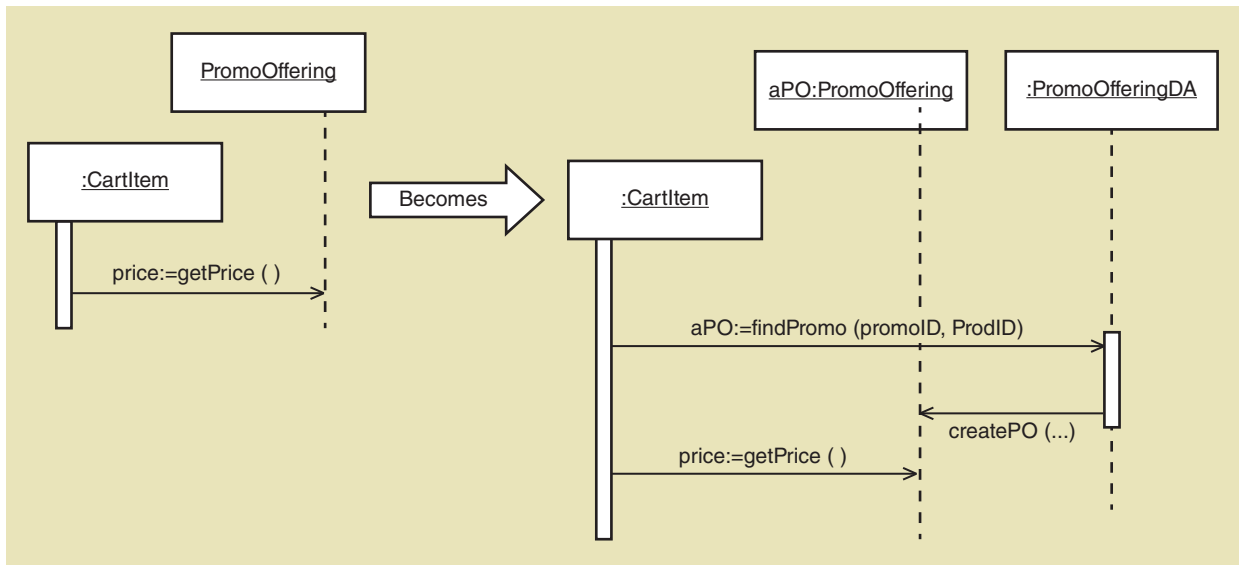 PromoOffering
:CartItem
price:=getPrice ( )
Becomes
aPO:PromoOffering
:PromoOfferingDA
:CartItem
aPO:=findPromo (promoID, ProdID)
createPO (...)
price:=getPrice ( )